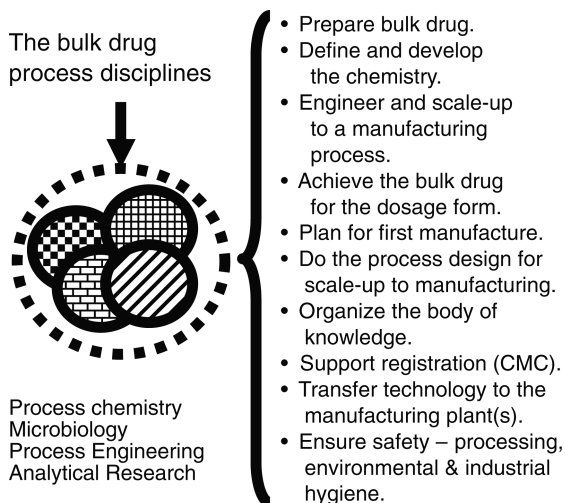 The bulk drug
process disciplines
Process chemistry
Microbiology
Process Engineering
Analytical Research
• Prepare bulk drug.
• Define and develop
the chemistry.
• Engineer and scale-up
to a manufacturing
process.
• Achieve the bulk drug
for the dosage form.
• Plan for first manufacture.
• Do the process design for
scale-up to manufacturing.
• Organize the body of
knowledge.
• Support registration (CMC).
• Transfer technology to the
manufacturing plant(s).
• Ensure safety – processing,
environmental & industrial
hygiene.